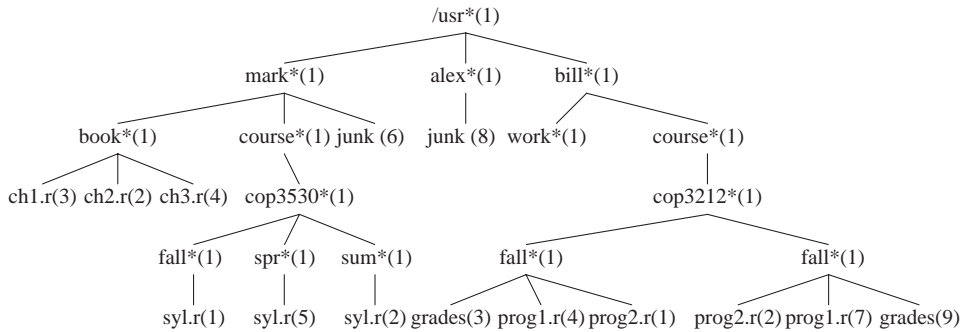 /usr*(1)
mark*(1) alex*(1) bill*(1)
book*(1) course*(1) junk (6) junk (8) work*(1) course*(1)
ch1.r(3) ch2.r(2) ch3.r(4) cop3530*(1) cop3212*(1)
fall*(1) spr*(1) sum*(1) fall*(1) fall*(1)
syl.r(1) syl.r(5) syl.r(2) grades(3) prog1.r(4) prog2.r(1) prog2.r(2) prog1.r(7) grades(9)